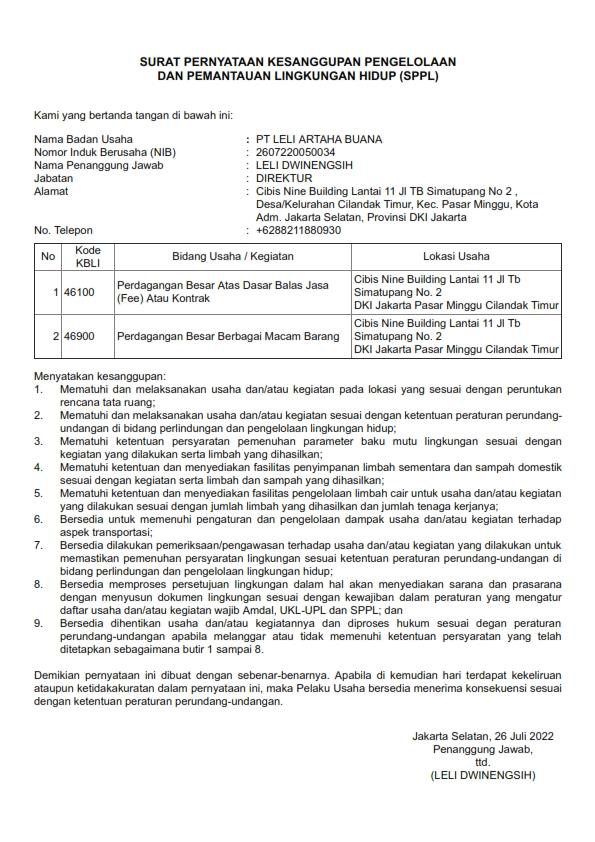 SURAT PERNYATAAN KESANGGUPAN PENGELOLAAN
DAN PEMANTAUAN LINGKUNGAN HIDUP (SPPL)
Kami yang bertanda tangan di bawah ini:
Nama Badan Usaha : PT LELI ARTAHA BUANA
Nomor Induk Berusaha (NIB) : 2607220050034
Nama Penanggung Jawab : LELI DWINENGSIH
Jabatan : DIREKTUR
Alamat : Cibis Nine Building Lantai 11 Jl TB Simatupang No 2 ,
Desa/Kelurahan Cilandak Timur, Kec. Pasar Minggu, Kota
Adm. Jakarta Selatan, Provinsi DKI Jakarta
No. Telepon : +6288211880930
No Kode KBLI Bidang Usaha / Kegiatan Lokasi Usaha
1 46100 Perdagangan Besar Atas Dasar Balas Jasa (Fee) Atau Kontrak Cibis Nine Building Lantai 11 Jl Tb Simatupang No. 2 DKI Jakarta Pasar Minggu Cilandak Timur
2 46900 Perdagangan Besar Berbagai Macam Barang Cibis Nine Building Lantai 11 Jl Tb Simatupang No. 2 DKI Jakarta Pasar Minggu Cilandak Timur
Menyatakan kesanggupan:
1. Mematuhi dan melaksanakan usaha dan/atau kegiatan pada lokasi yang sesuai dengan peruntukan
rencana tata ruang;
2. Mematuhi dan melaksanakan usaha dan/atau kegiatan sesuai dengan ketentuan peraturan perundang-
undangan di bidang perlindungan dan pengelolaan lingkungan hidup;
3. Mematuhi ketentuan persyaratan pemenuhan parameter baku mutu lingkungan sesuai dengan
kegiatan yang dilakukan serta limbah yang dihasilkan;
4. Mematuhi ketentuan dan menyediakan fasilitas penyimpanan limbah sementara dan sampah domestik
sesuai dengan kegiatan serta limbah dan sampah yang dihasilkan;
5. Mematuhi ketentuan dan menyediakan fasilitas pengelolaan limbah cair untuk usaha dan/atau kegiatan
yang dilakukan sesuai dengan jumlah limbah yang dihasilkan dan jumlah tenaga kerjanya;
6. Bersedia untuk memenuhi pengaturan dan pengelolaan dampak usaha dan/atau kegiatan terhadap
aspek transportasi;
7. Bersedia dilakukan pemeriksaan/pengawasan terhadap usaha dan/atau kegiatan yang dilakukan untuk
memastikan pemenuhan persyaratan lingkungan sesuai ketentuan peraturan perundang-undangan di
bidang perlindungan dan pengelolaan lingkungan hidup;
8. Bersedia memproses persetujuan lingkungan dalam hal akan menyediakan sarana dan prasarana
dengan menyusun dokumen lingkungan sesuai dengan kewajiban dalam peraturan yang mengatur
daftar usaha dan/atau kegiatan wajib Amdal, UKL-UPL dan SPPL; dan
9. Bersedia dihentikan usaha dan/atau kegiatannya dan diproses hukum sesuai degan peraturan
perundang-undangan apabila melanggar atau tidak memenuhi ketentuan persyaratan yang telah
ditetapkan sebagaimana butir 1 sampai 8.
Demikian pernyataan ini dibuat dengan sebenar-benarnya. Apabila di kemudian hari terdapat kekeliruan
ataupun ketidakakuratan dalam pernyataan ini, maka Pelaku Usaha bersedia menerima konsekuensi sesuai
dengan ketentuan peraturan perundang-undangan.
Jakarta Selatan, 26 Juli 2022
Penanggung Jawab,
ttd.
(LELI DWINENGSIH)